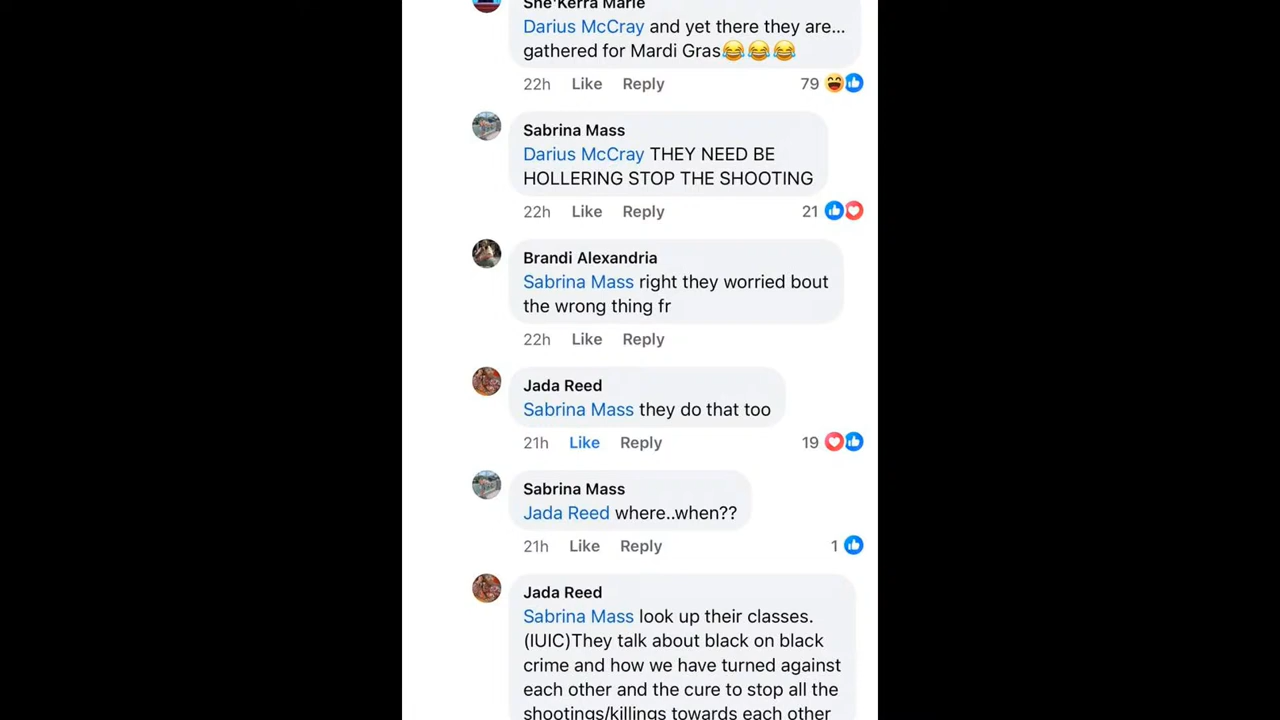 She'Kerra Marie
Darius McCray and yet there they are...
gathered for Mardi Gras😂😂😂
22h Like Reply 79
Sabrina Mass
Darius McCray THEY NEED BE
HOLLERING STOP THE SHOOTING
22h Like Reply 21
Brandi Alexandria
Sabrina Mass right they worried bout
the wrong thing fr
22h Like Reply
Jada Reed
Sabrina Mass they do that too
21h Like Reply 19
Sabrina Mass
Jada Reed where..when??
21h Like Reply 1
Jada Reed
Sabrina Mass look up their classes.
(IUIC)They talk about black on black
crime and how we have turned against
each other and the cure to stop all the
shootings/killings towards each other